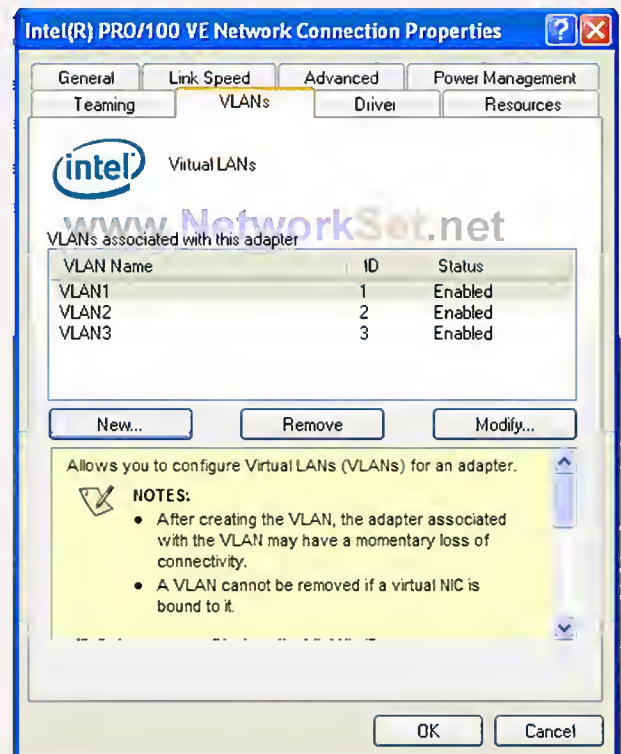 Intel(R) PRO/100 VE Network Connection Properties
General Link Speed Advanced Power Management
Teaming VLANs Driver Resources
intel
Virtual LANs
www.NetworkSet.net
VLANs associated with this adapter
VLAN Name ID Status
VLAN1 1 Enabled
VLAN2 2 Enabled
VLAN3 3 Enabled
New... Remove Modify...
Allows you to configure Virtual LANs (VLANs) for an adapter.
NOTES:
• After creating the VLAN, the adapter associated
with the VLAN may have a momentary loss of
connectivity.
• A VLAN cannot be removed if a virtual NIC is
bound to it.
OK Cancel